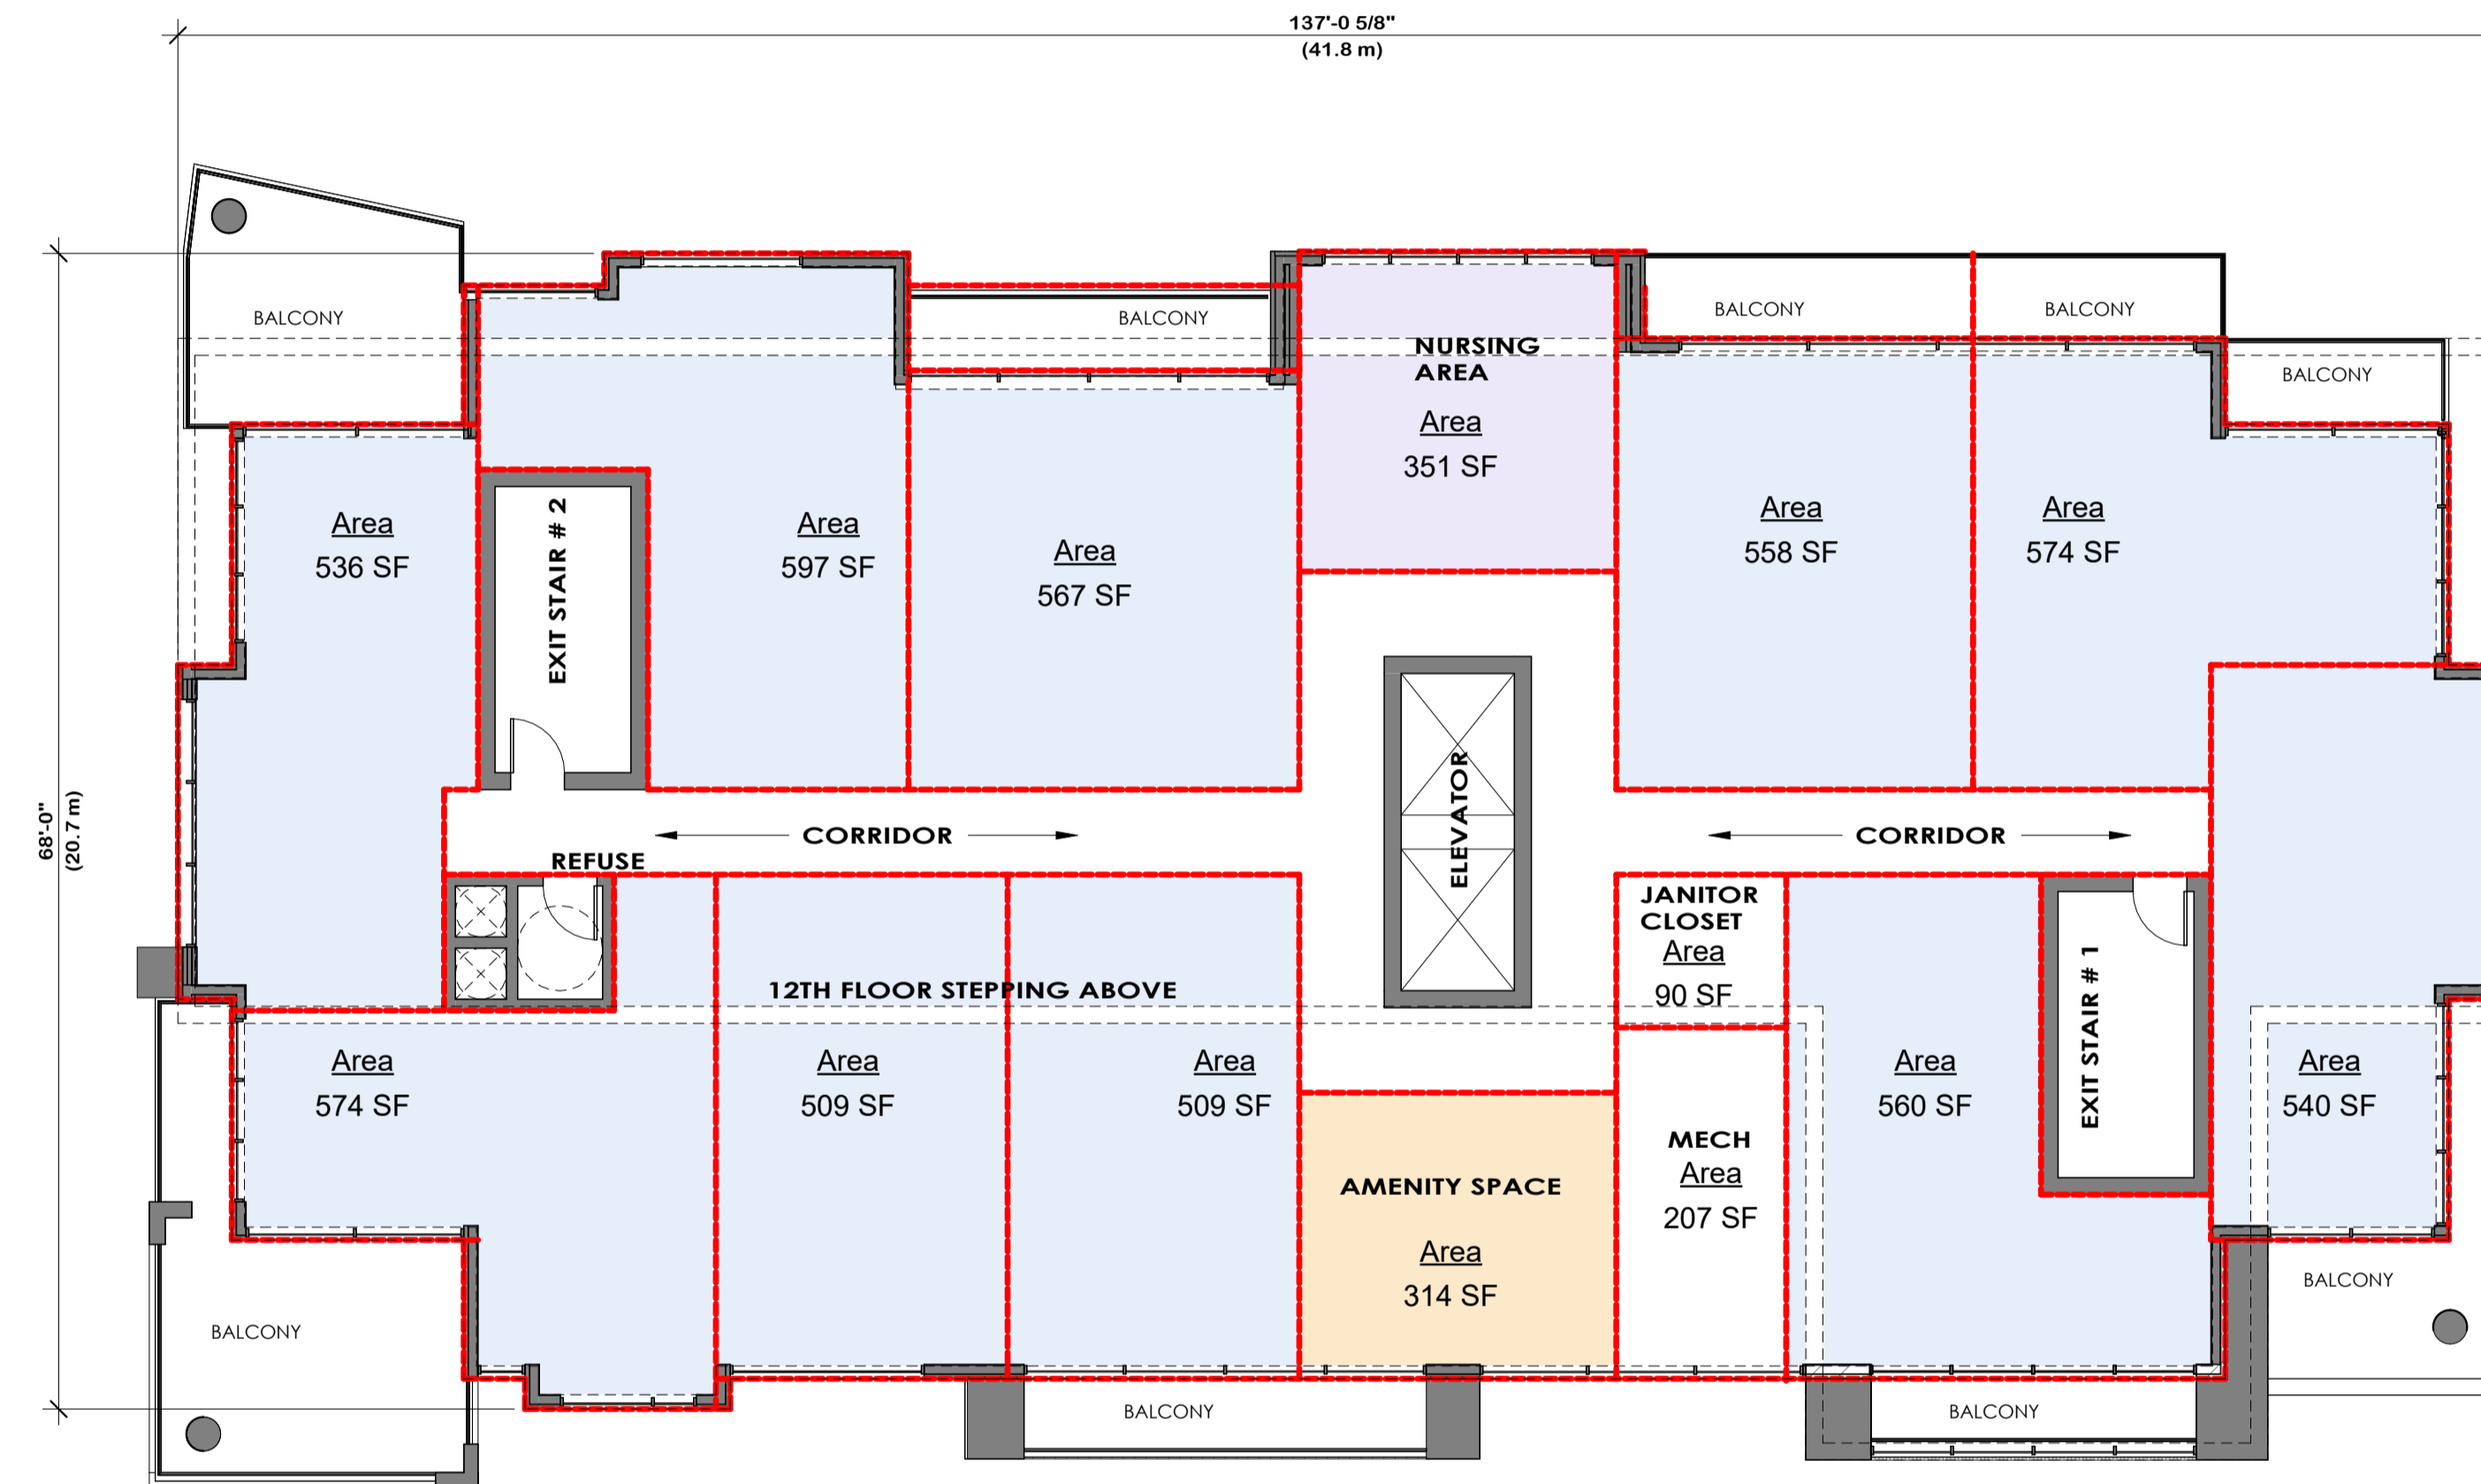 137'-0 5/8"
(41.8 m)
68'-0"
(20.7 m)
BALCONY
BALCONY
BALCONY
BALCONY
BALCONY
NURSING
AREA
Area
351 SF
Area
536 SF
EXIT STAIR # 2
Area
597 SF
Area
567 SF
Area
558 SF
Area
574 SF
ELEVATOR
CORRIDOR
CORRIDOR
REFUSE
JANITOR
CLOSET
Area
90 SF
12TH FLOOR STEPPING ABOVE
EXIT STAIR # 1
Area
574 SF
Area
509 SF
Area
509 SF
Area
560 SF
Area
540 SF
MECH
Area
207 SF
AMENITY SPACE
Area
314 SF
BALCONY
BALCONY
BALCONY
BALCONY